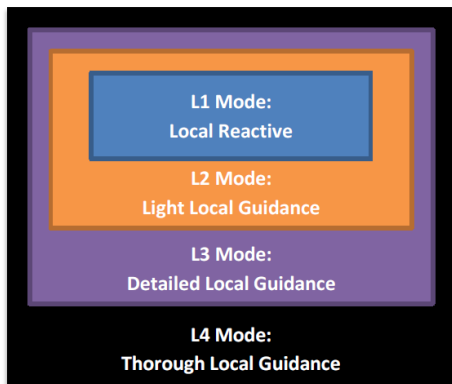 L1 Mode:
Local Reactive
L2 Mode:
Light Local Guidance
L3 Mode:
Detailed Local Guidance
L4 Mode:
Thorough Local Guidance